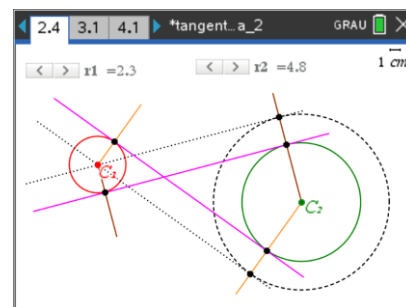 2.4 3.1 4.1 *tangent...a_2 GRAU
r1 =2.3 r2 =4.8 1 cm
C₁
C₂